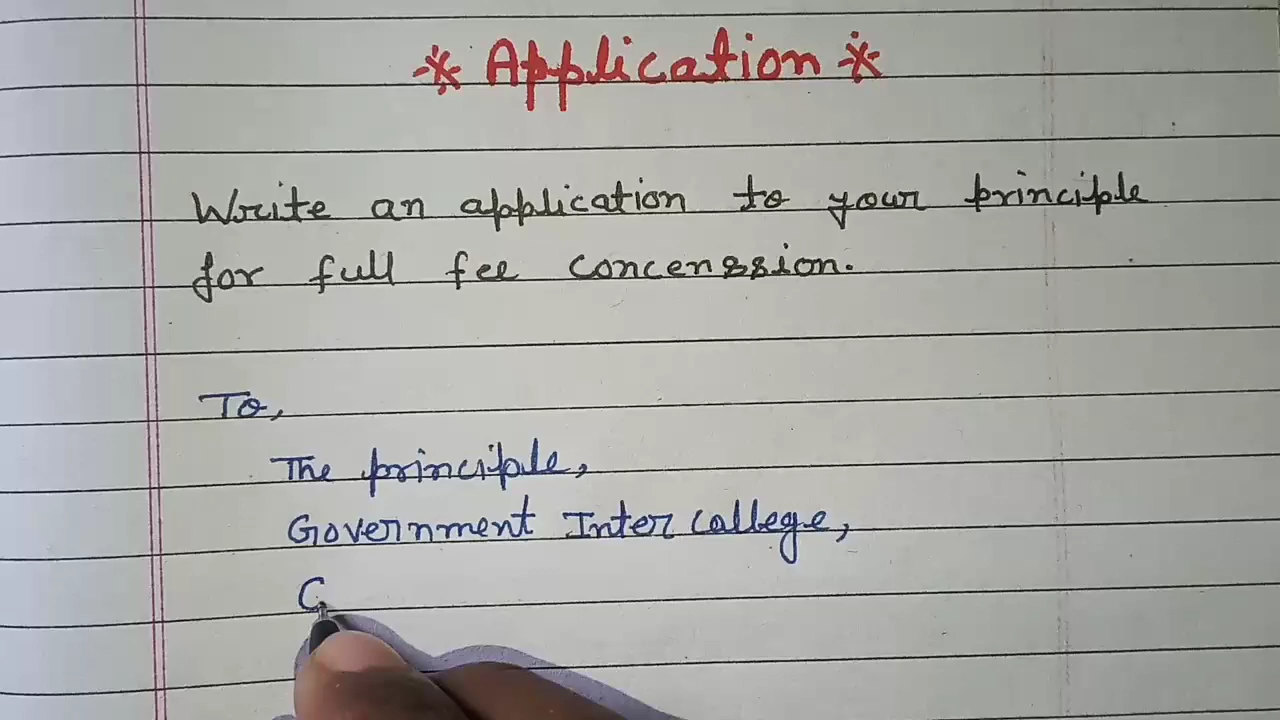 * Application *
Write an application to your principle
for full fee concenssion.
To,
The principle,
Government Inter college,
C